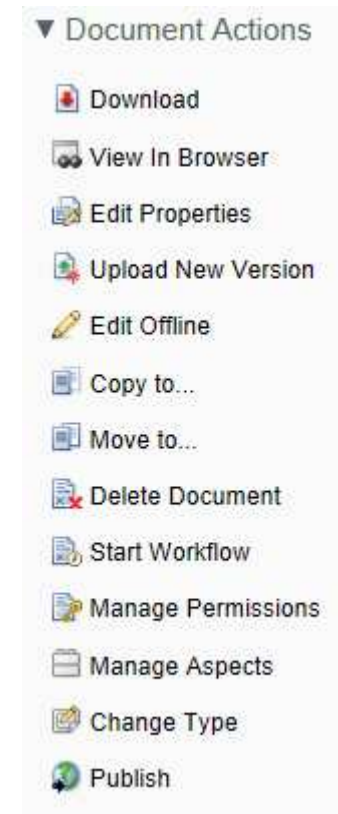 Document Actions
Download
View In Browser
Edit Properties
Upload New Version
Edit Offline
Copy to...
Move to...
Delete Document
Start Workflow
Manage Permissions
Manage Aspects
Change Type
Publish